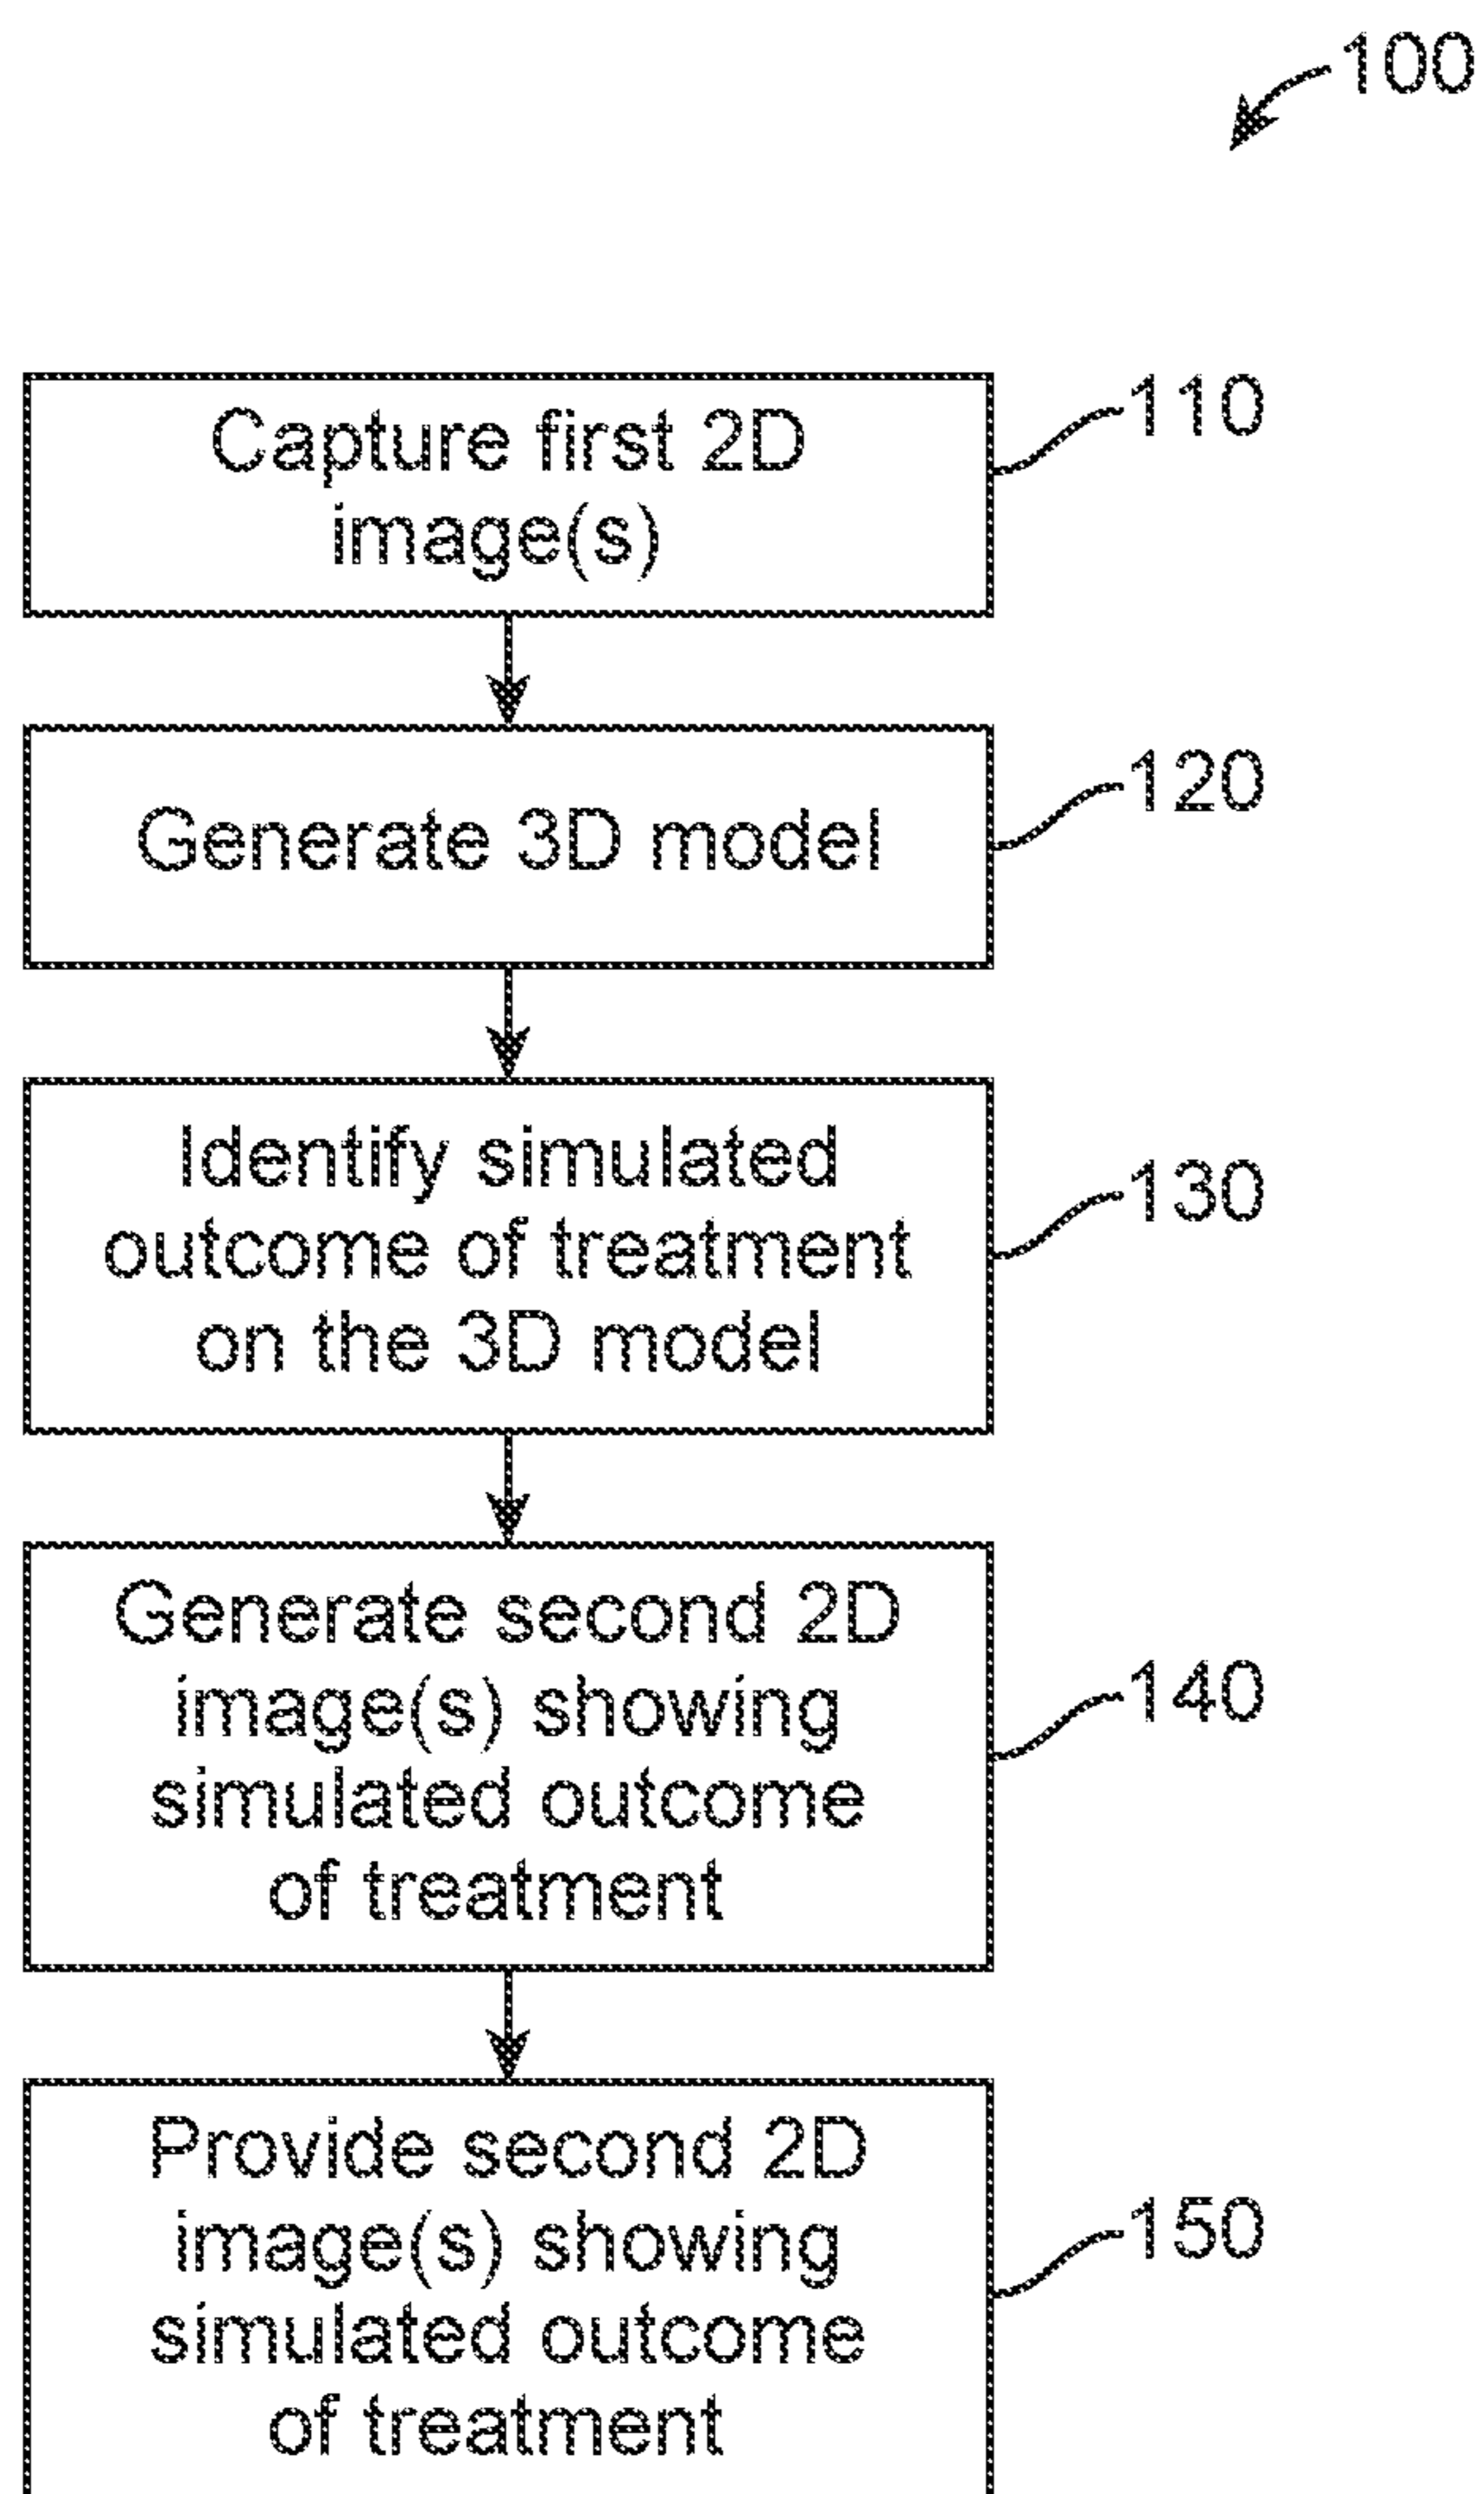 100
Capture first 2D
image(s)
110
Generate 3D model
120
Identify simulated
outcome of treatment
on the 3D model
130
Generate second 2D
image(s) showing
simulated outcome
of treatment
140
Provide second 2D
image(s) showing
simulated outcome
of treatment
150